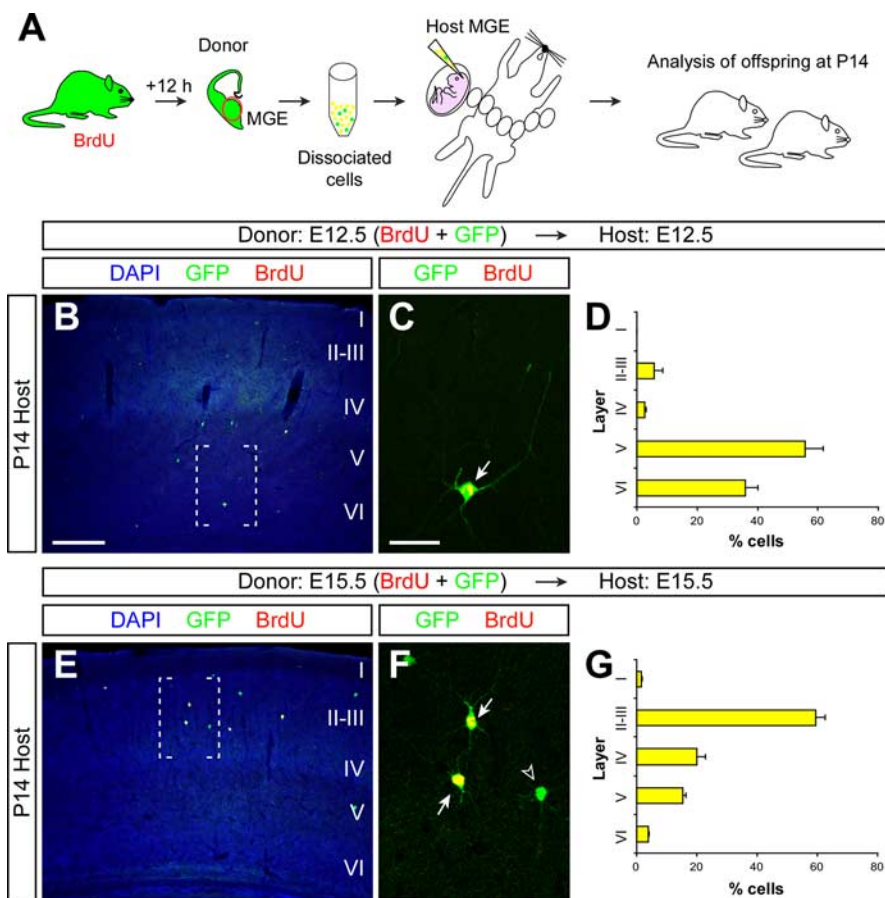 A
Donor
Host MGE
+12 h
MGE
BrdU
Dissociated
cells
Analysis of offspring at P14
Donor: E12.5 (BrdU + GFP) → Host: E12.5
DAPI GFP BrdU
GFP BrdU
P14 Host
B
I
II-III
IV
V
VI
C
D
Layer
I
II-III
IV
V
VI
0 20 40 60 80
% cells
Donor: E15.5 (BrdU + GFP) → Host: E15.5
DAPI GFP BrdU
GFP BrdU
P14 Host
E
I
II-III
IV
V
VI
F
G
Layer
I
II-III
IV
V
VI
0 20 40 60 80
% cells